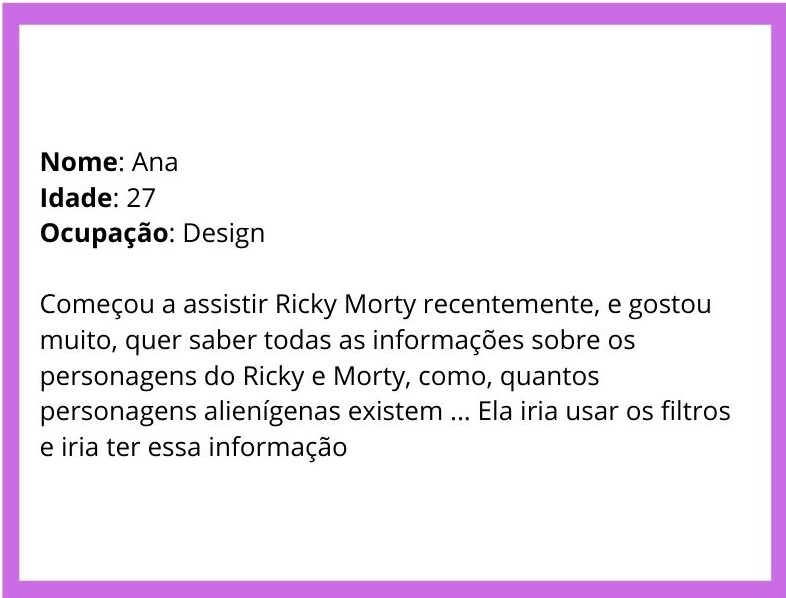 Nome: Ana
Idade: 27
Ocupação: Design
Começou a assistir Ricky Morty recentemente, e gostou
muito, quer saber todas as informações sobre os
personagens do Ricky e Morty, como, quantos
personagens alienígenas existem ... Ela iria usar os filtros
e iria ter essa informação